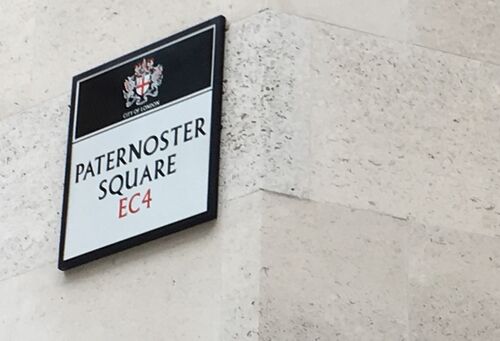 CITY OF LONDON
PATERNOSTER
SQUARE
EC4